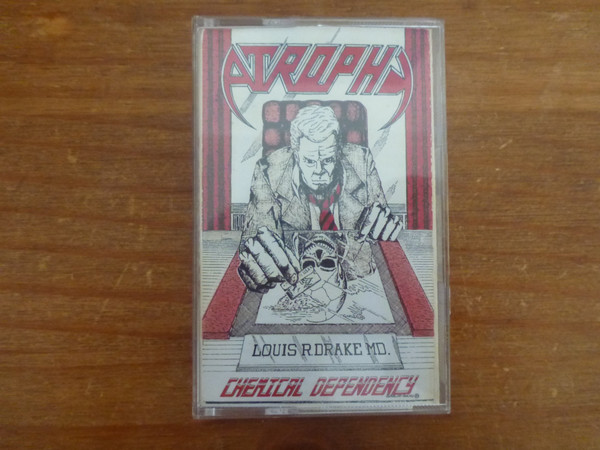 ATROPHY
LOUIS R. DRAKE MD.
CHEMICAL DEPENDENCY